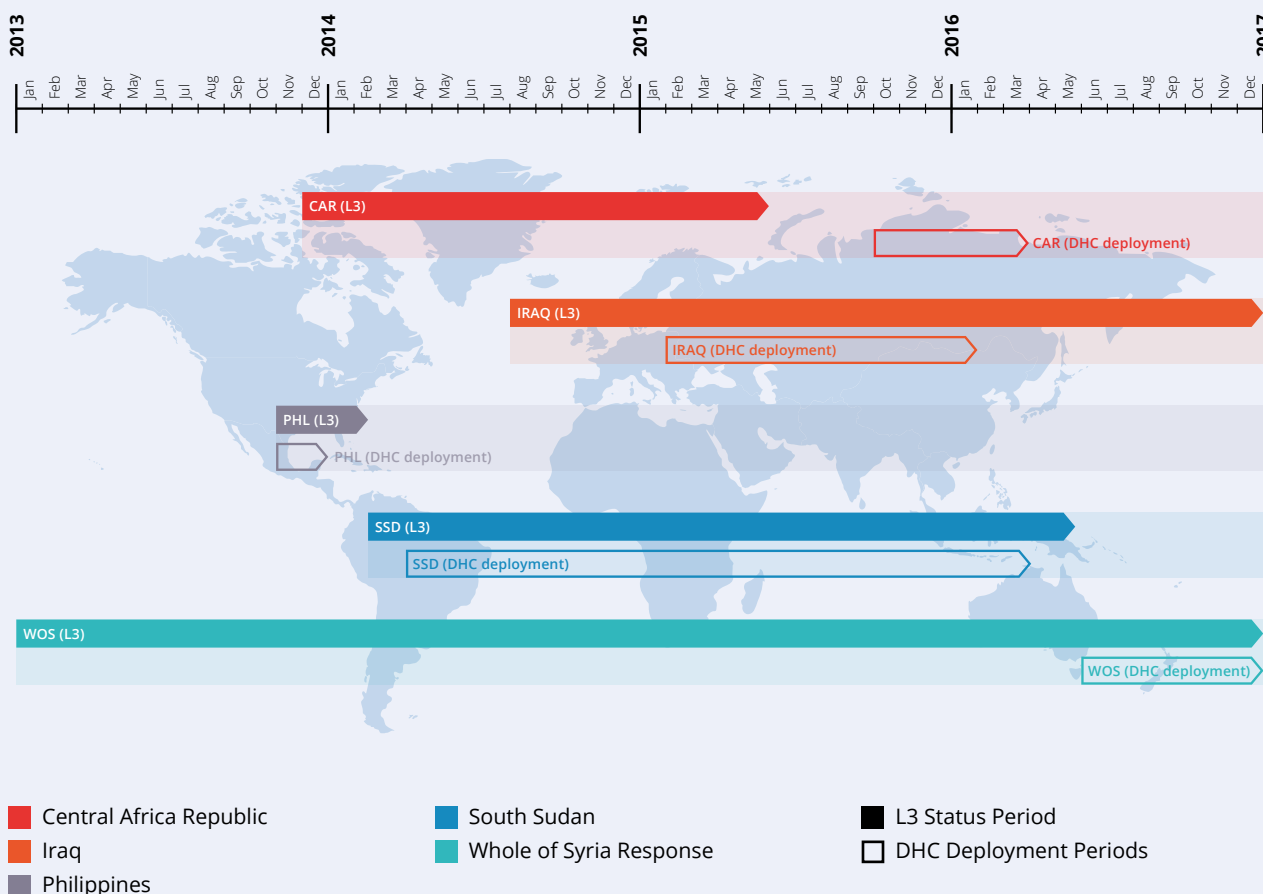 2013 2014 2015 2016 2017
Jan Feb Mar Apr May Jun Jul Aug Sep Oct Nov Dec Jan Feb Mar Apr May Jun Jul Aug Sep Oct Nov Dec Jan Feb Mar Apr May Jun Jul Aug Sep Oct Nov Dec Jan Feb Mar Apr May Jun Jul Aug Sep Oct Nov Dec
CAR (L3)
CAR (DHC deployment)
IRAQ (L3)
IRAQ (DHC deployment)
PHL (L3)
PHL (DHC deployment)
SSD (L3)
SSD (DHC deployment)
WOS (L3)
WOS (DHC deployment)
Central Africa Republic
Iraq
Philippines
South Sudan
Whole of Syria Response
L3 Status Period
DHC Deployment Periods